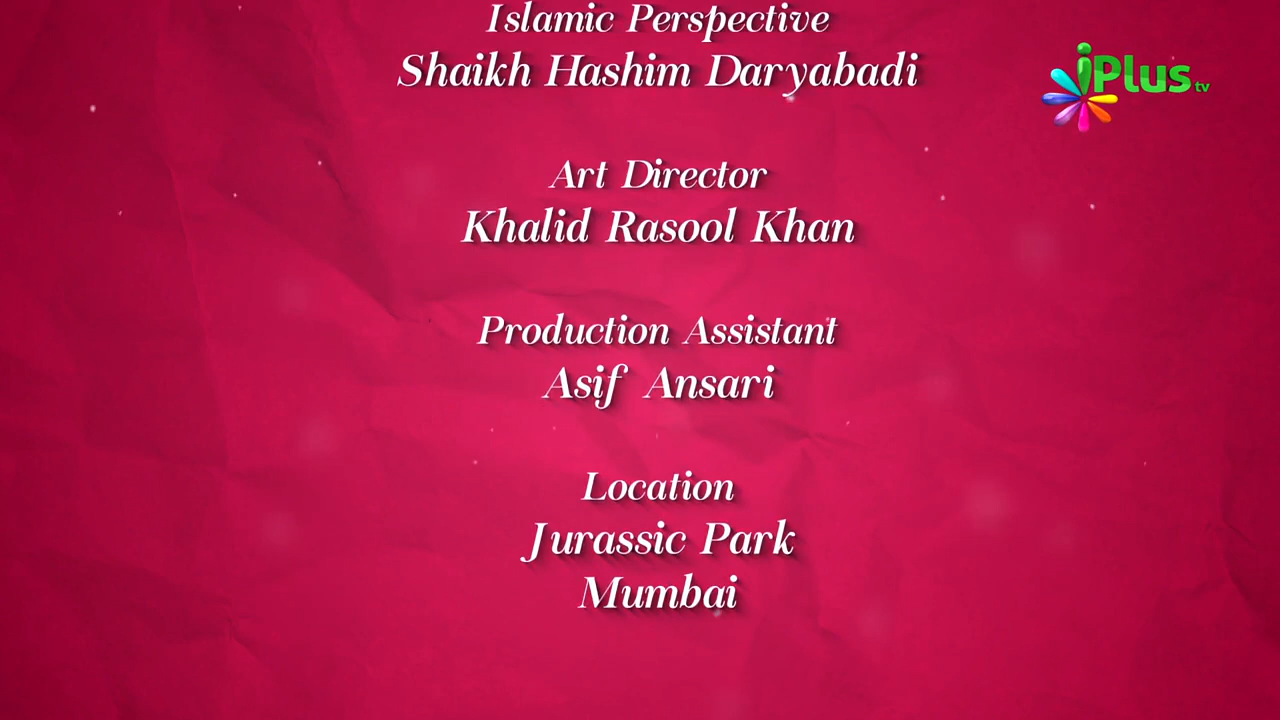 Islamic Perspective
Shaikh Hashim Daryabadi
iPlus tv
Art Director
Khalid Rasool Khan
Production Assistant
Asif Ansari
Location
Jurassic Park
Mumbai